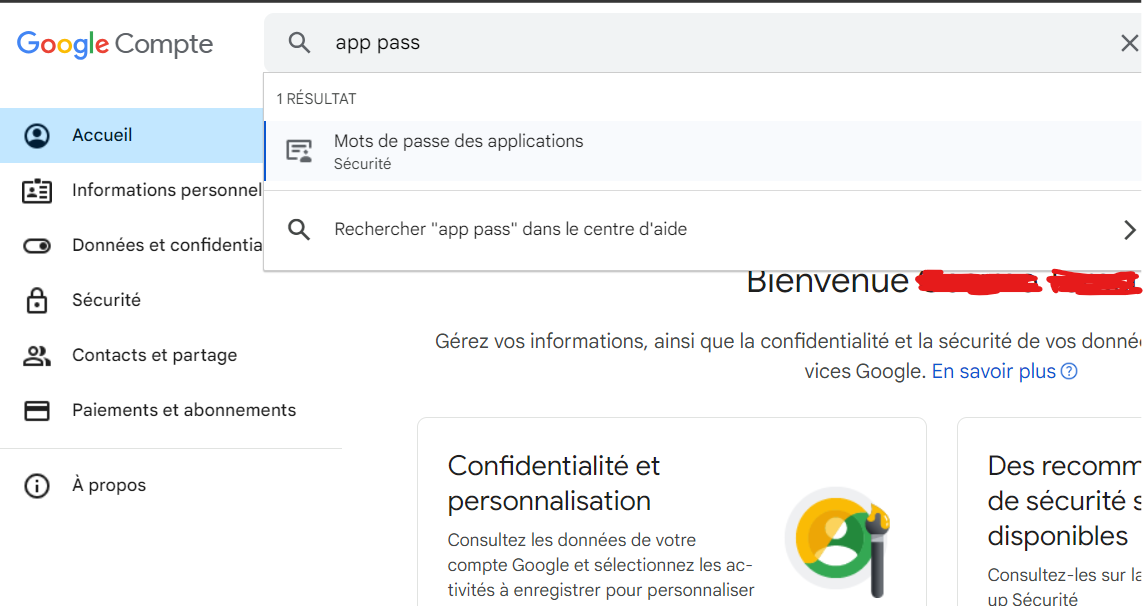 Google Compte
app pass
1 RÉSULTAT
Accueil
Mots de passe des applications
Sécurité
Informations personnel
Rechercher "app pass" dans le centre d'aide
Données et confidentia
Bienvenue
Sécurité
Gérez vos informations, ainsi que la confidentialité et la sécurité de vos donné
Contacts et partage
vices Google. En savoir plus
Paiements et abonnements
À propos
Confidentialité et
personnalisation
Consultez les données de votre
compte Google et sélectionnez les ac-
tivités à enregistrer pour personnaliser
Des recomm
de sécurité s
disponibles
Consultez-les sur la
up Sécurité